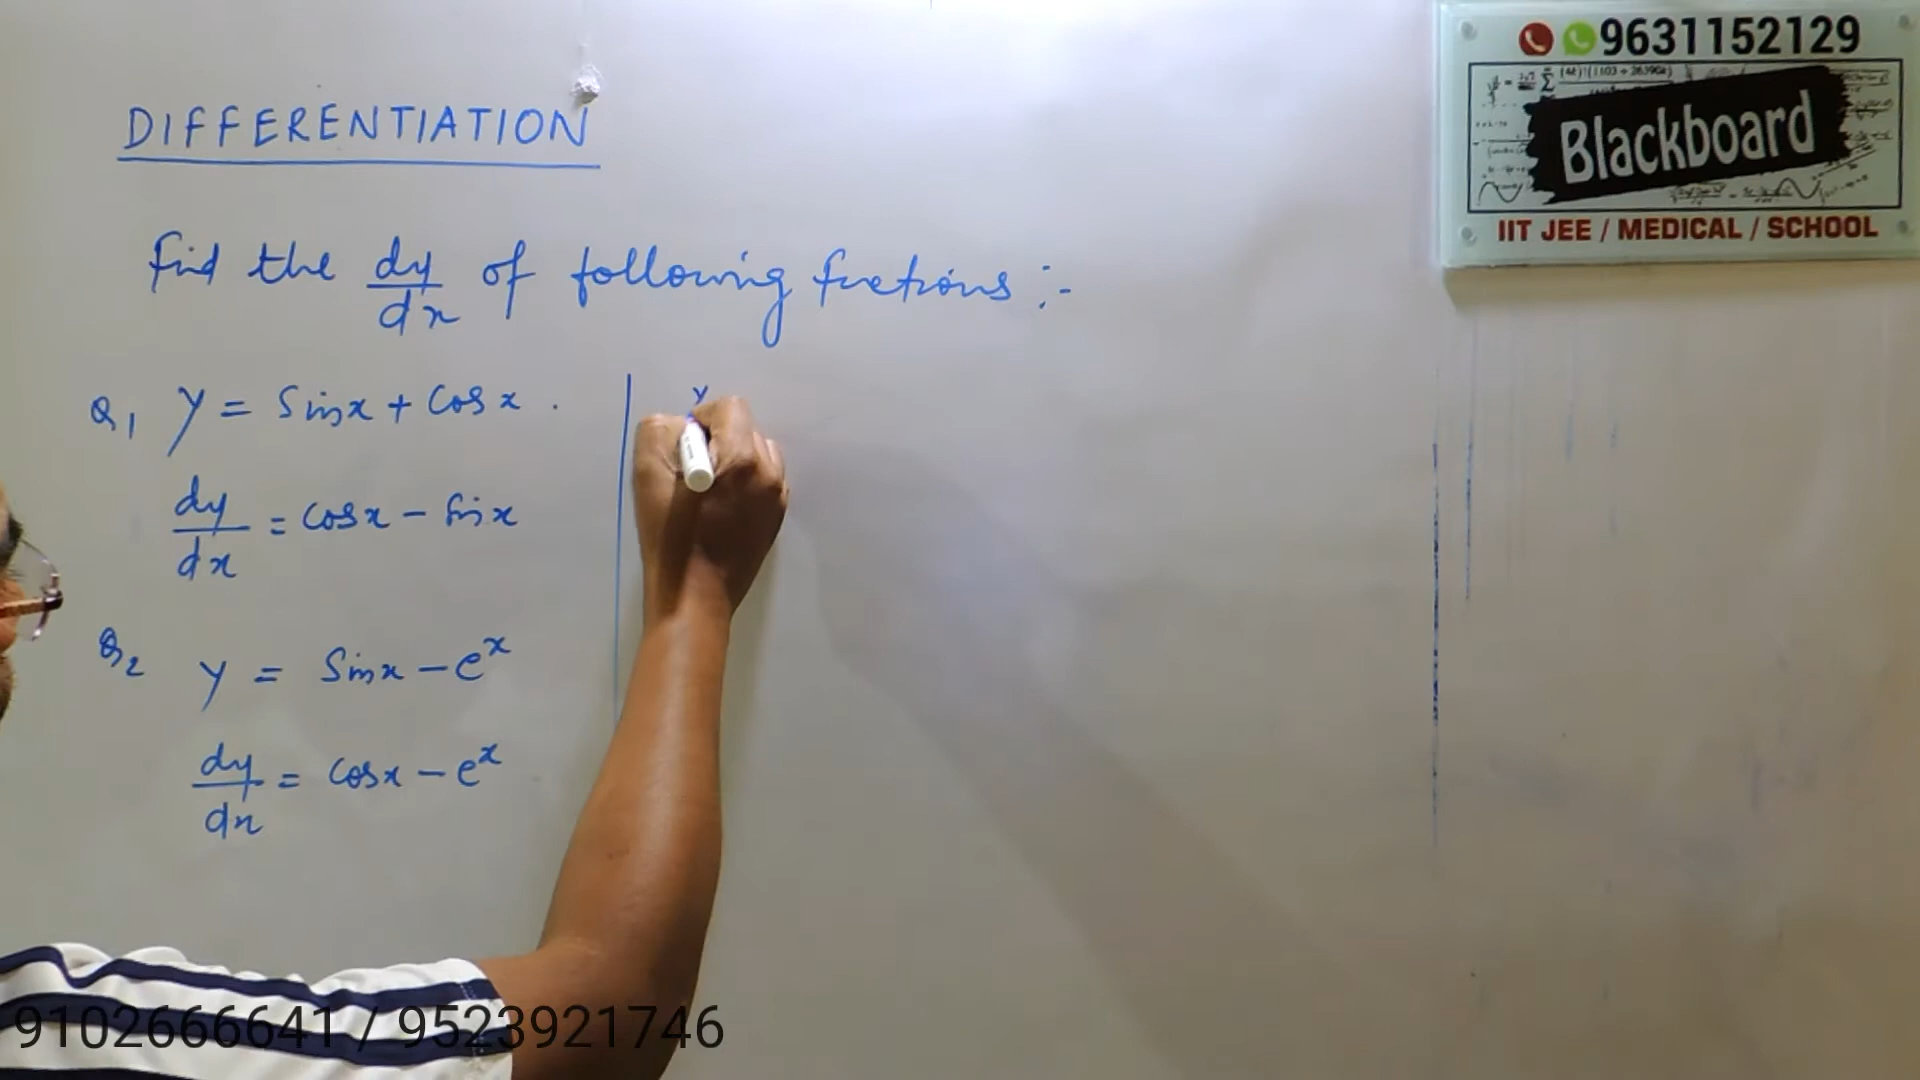 DIFFERENTIATION
Find the dy/dx of following fuctions :-
Q1 y = Sinx + Cosx .
dy/dx = Cosx - Sinx
Q2 y = Sinx - e^x
dy/dx = Cosx - e^x
y
9631152129
Blackboard
IIT JEE / MEDICAL / SCHOOL
9102666641 / 9523921746